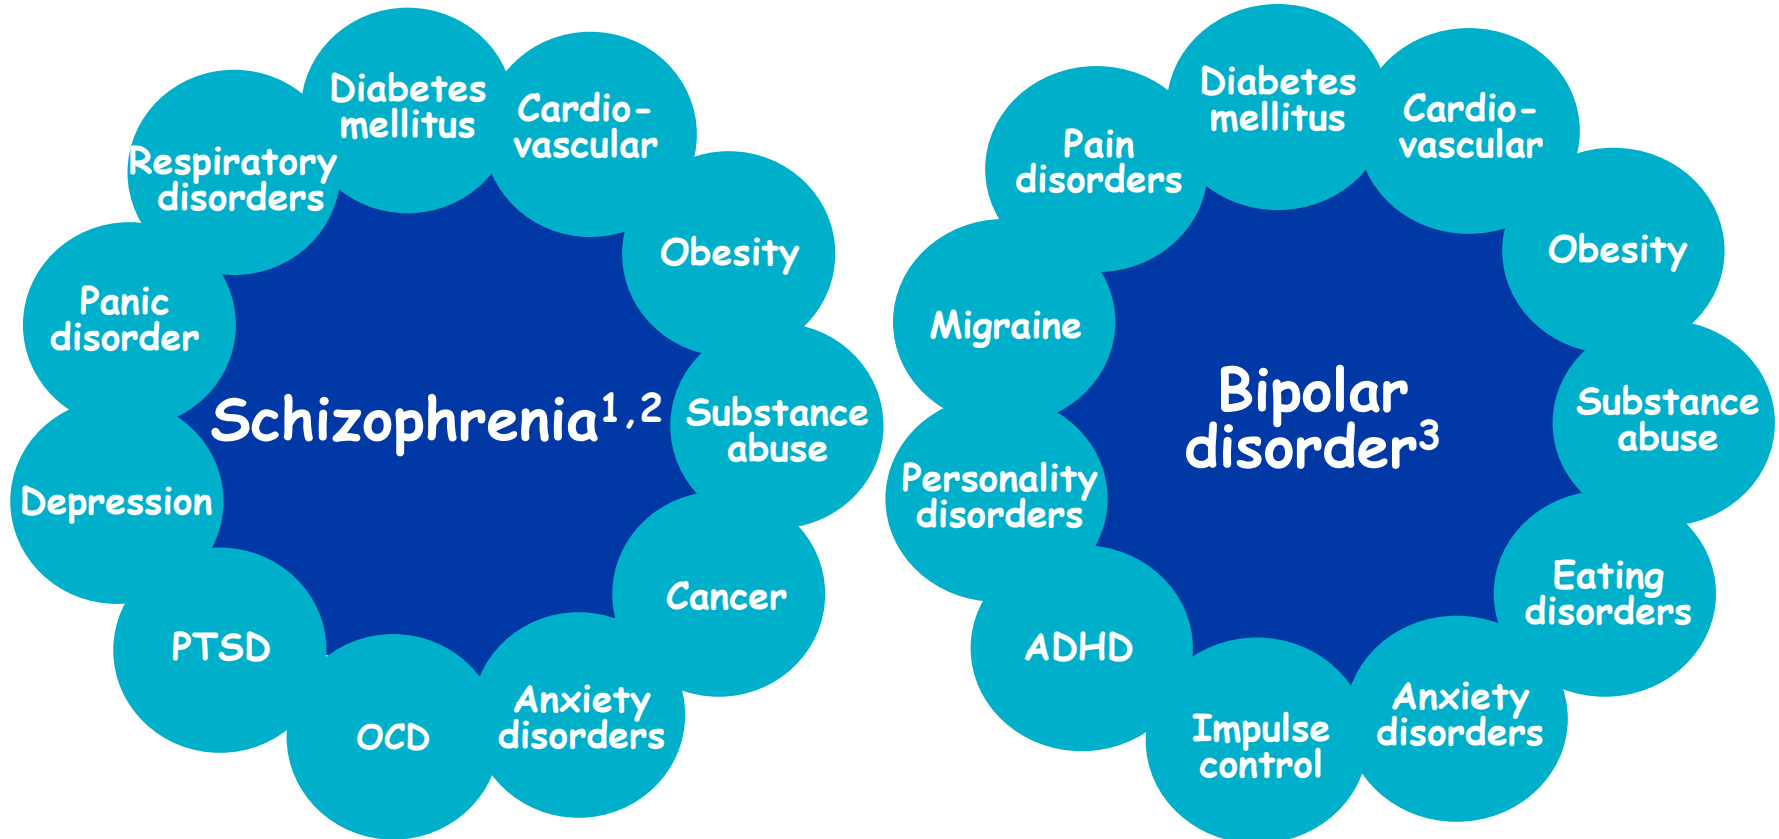 Diabetes
mellitus
Cardio-
vascular
Respiratory
disorders
Obesity
Panic
disorder
Schizophrenia1,2
Substance
abuse
Depression
Cancer
PTSD
Anxiety
disorders
OCD
Diabetes
mellitus
Cardio-
vascular
Pain
disorders
Obesity
Migraine
Bipolar
disorder3
Substance
abuse
Personality
disorders
Eating
disorders
ADHD
Anxiety
disorders
Impulse
control